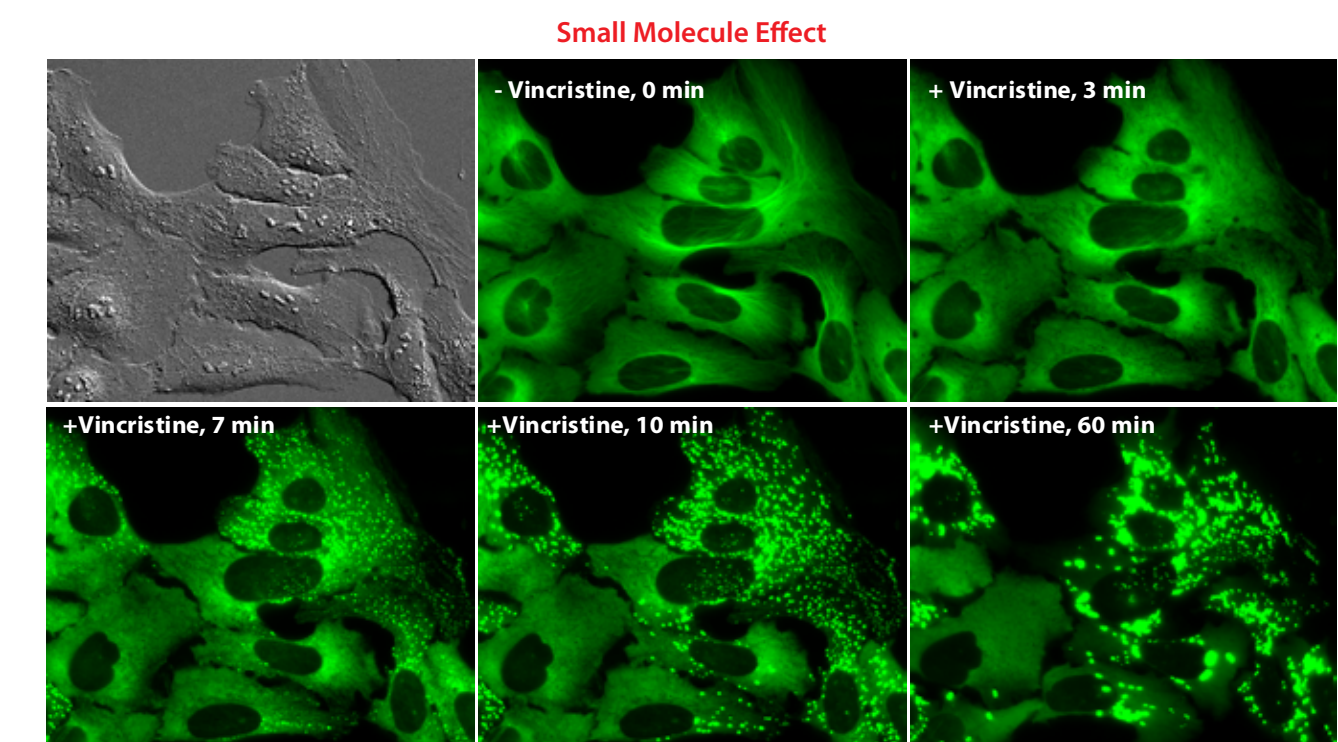 Small Molecule Effect
- Vincristine, 0 min
+ Vincristine, 3 min
+Vincristine, 7 min
+Vincristine, 10 min
+Vincristine, 60 min